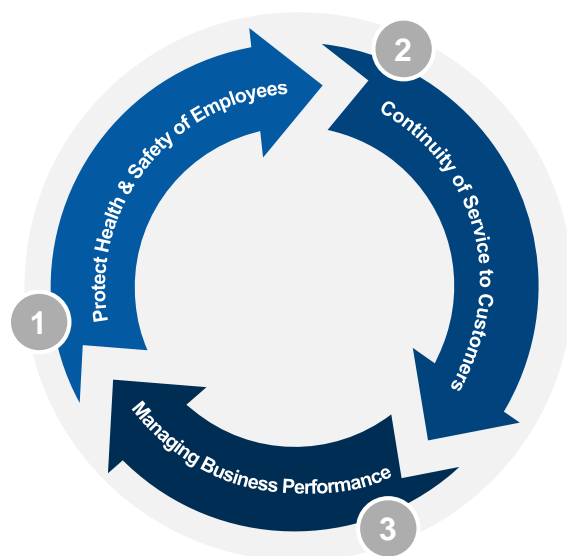 1
Protect Health & Safety of Employees
2
Continuity of Service to Customers
3
Managing Business Performance